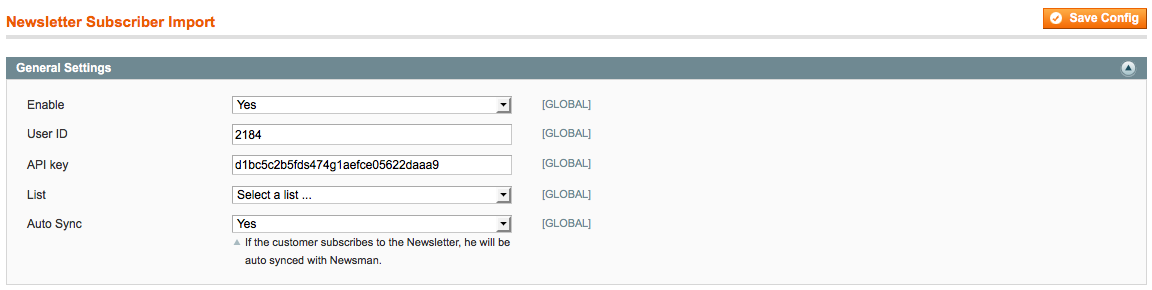 Newsletter Subscriber Import
Save Config
General Settings
Enable Yes [GLOBAL]
User ID 2184 [GLOBAL]
API key d1bc5c2b5fds474g1aefce05622daaa9 [GLOBAL]
List Select a list ... [GLOBAL]
Auto Sync Yes [GLOBAL]
If the customer subscribes to the Newsletter, he will be
auto synced with Newsman.